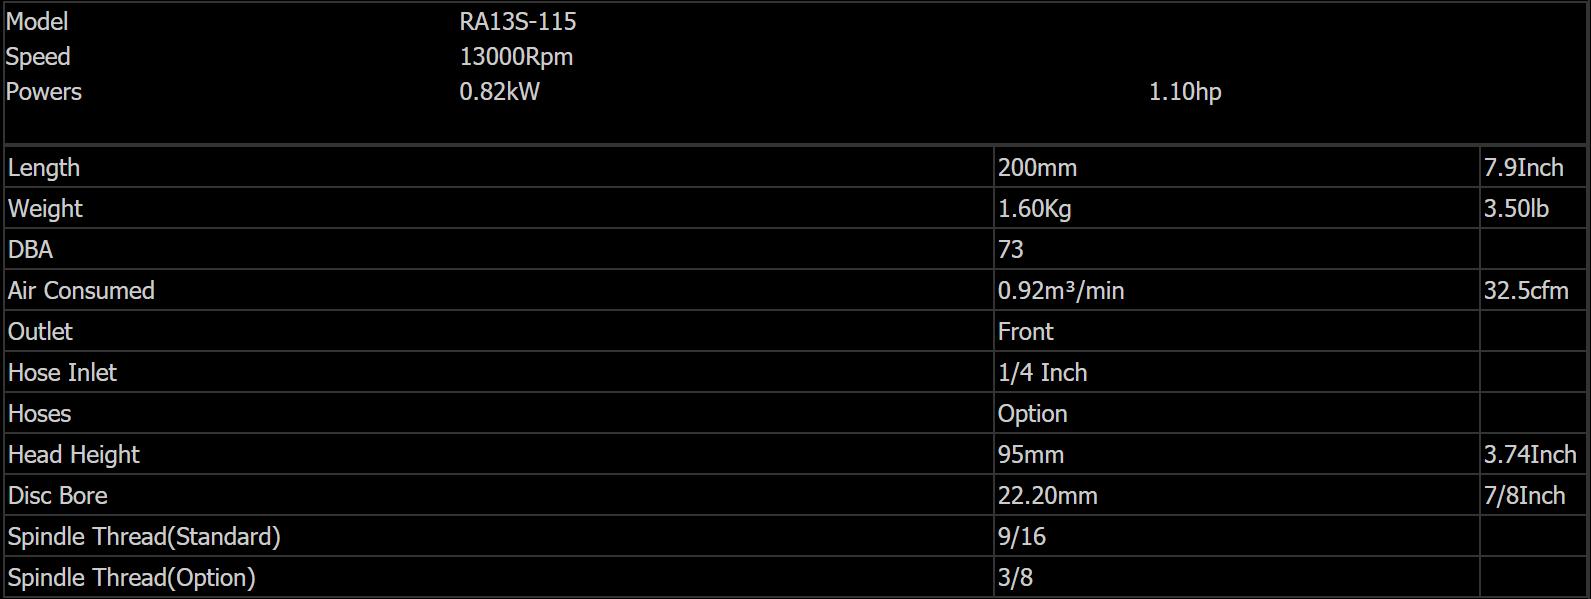 Model RA13S-115
Speed 13000Rpm
Powers 0.82kW 1.10hp
Length 200mm 7.9Inch
Weight 1.60Kg 3.50lb
DBA 73
Air Consumed 0.92m³/min 32.5cfm
Outlet Front
Hose Inlet 1/4 Inch
Hoses Option
Head Height 95mm 3.74Inch
Disc Bore 22.20mm 7/8Inch
Spindle Thread(Standard) 9/16
Spindle Thread(Option) 3/8